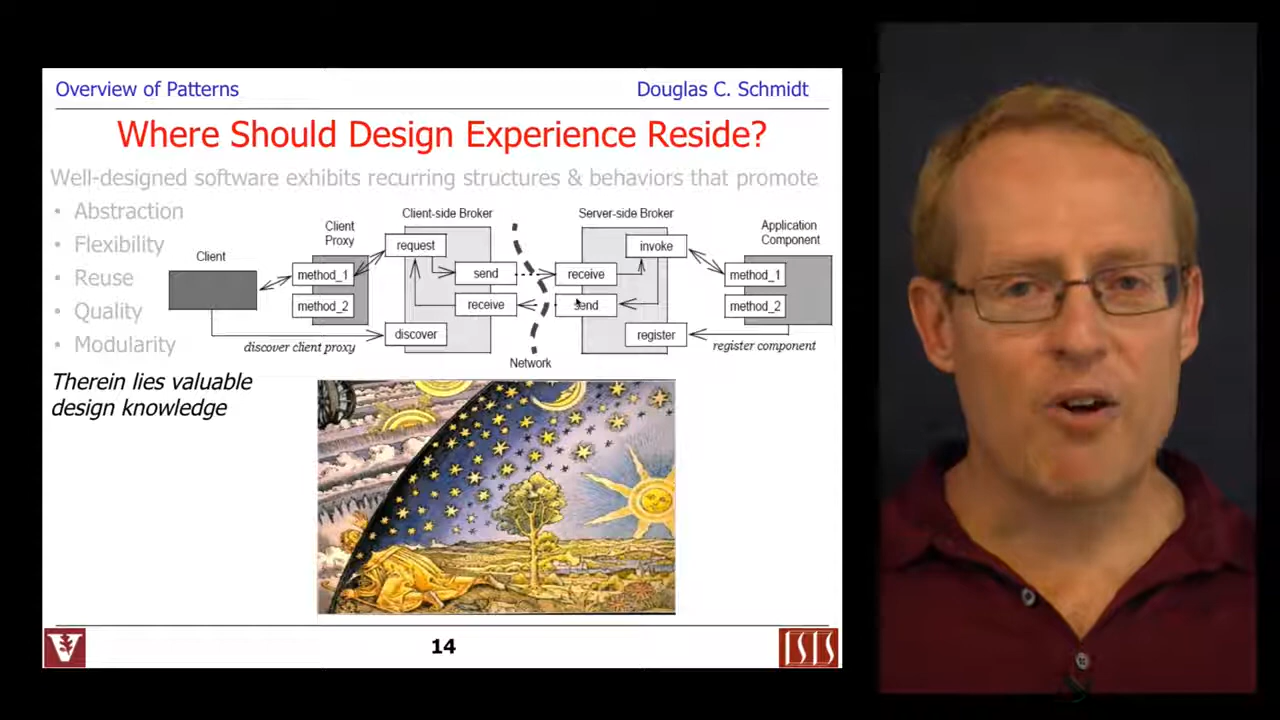 Overview of Patterns
Douglas C. Schmidt
Where Should Design Experience Reside?
Well-designed software exhibits recurring structures & behaviors that promote
• Abstraction
• Flexibility
• Reuse
• Quality
• Modularity
Client
Client
Proxy
method_1
method_2
Client-side Broker
request
send
receive
discover
discover client proxy
Network
Server-side Broker
invoke
receive
send
register
Application
Component
method_1
method_2
register component
Therein lies valuable
design knowledge
14
V
ISIS